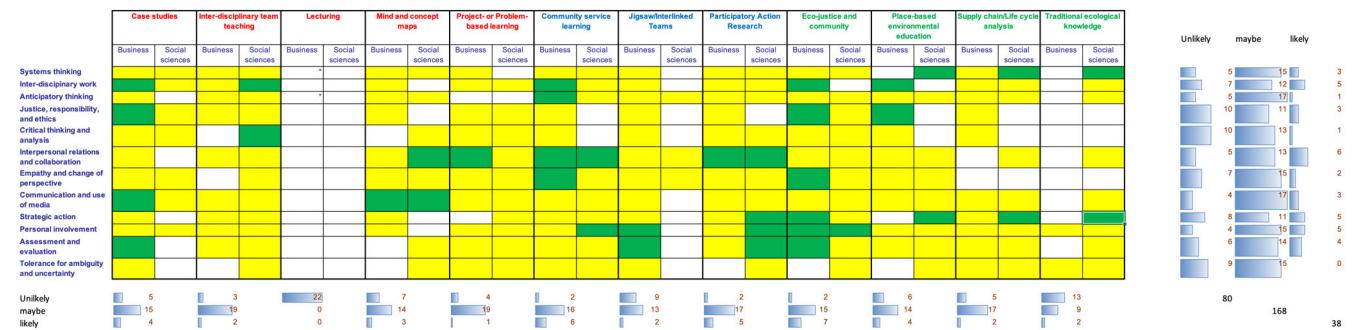 Case studies Inter-disciplinary team Lecturing Mind and concept Project- or Problem- Community service Jigsaw/Interlinked Participatory Action Eco-justice and Place-based Supply chain/Life cycle Traditional ecological
teaching maps based learning learning Teams Research community environmental analysis knowledge
education
Unlikely maybe likely
Business Social Business Social Business Social Business Social Business Social Business Social Business Social Business Social Business Social Business Social Business Social Business Social
sciences sciences sciences sciences sciences sciences sciences sciences sciences sciences sciences sciences
Systems thinking * 5 15 3
Inter-discipinary work 7 12 5
Anticipatory thinking * 5 17 1
Justice, responsibility,
and ethics 10 11 3
Critical thinking and
analysis 10 13 1
Interpersonal relations
and collaboration 5 13 6
Empathy and change of
perspective 7 15 2
Communication and use
of media 4 17 3
Strategic action 8 11 5
Personal involvement 4 15 5
Assessment and
evaluation 6 14 4
Tolerance for ambiguity
and uncertainty 9 15 0
Unilkely 5 3 22 7 4 2 9 2 2 6 5 13 80
maybe 15 19 0 14 19 16 13 17 15 14 17 9 168
likely 4 2 0 3 1 6 2 5 7 4 2 2 38